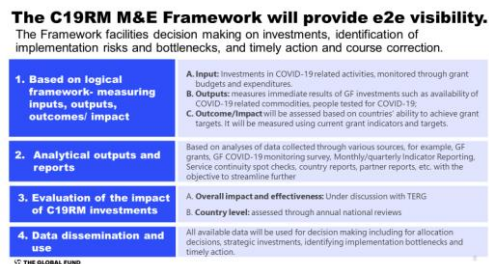 The C19RM M&E Framework will provide e2e visibility.
The Framework facilities decision making on investments, identification of
implementation risks and bottlenecks, and timely action and course correction.
1. Based on logical
framework- measuring
inputs, outputs,
outcomes/ impact
A. Input: Investments in COVID-19 related activities, monitored through grant
budgets and expenditures.
B. Outputs: measures immediate results of GF investments such as availability of
COVID-19 related commodities, people tested for COVID-19;
C. Outcome/Impact will be assessed based on countries' ability to achieve grant
targets. It will be measured using current grant indicators and targets.
2. Analytical outputs and
reports
Based on analyses of data collected through various sources, for example, GF
grants, GF COVID-19 monitoring survey, Monthly/quarterly Indicator Reporting,
Service continuity spot checks, country reports, partner reports, etc. with the
objective to streamline further
3. Evaluation of the impact
of C19RM investments
A. Overall impact and effectiveness: Under discussion with TERG
B. Country level: assessed through annual national reviews
4. Data dissemination and
use
All available data will be used for decision making including for allocation
decisions, strategic investments, identifying implementation bottlenecks and
timely action.
THE GLOBAL FUND